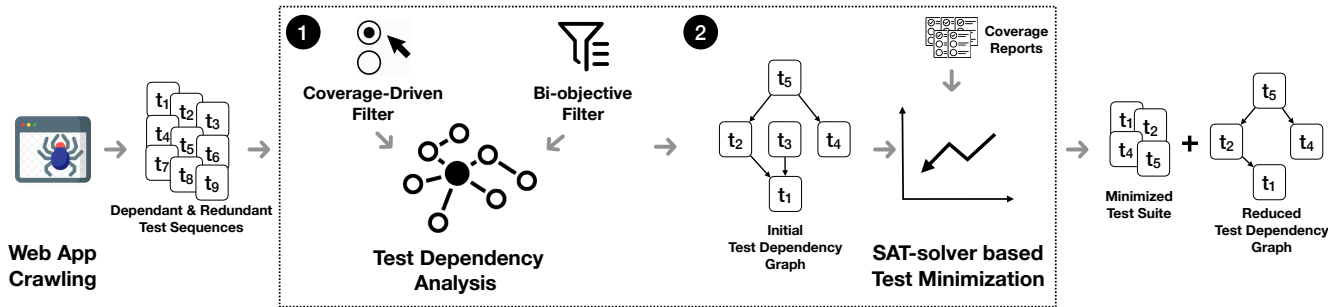 Web App
Crawling
t1
t2
t3
t4
t5
t6
t7
t8
t9
Dependant & Redundant
Test Sequences
1
Coverage-Driven
Filter
Bi-objective
Filter
Test Dependency
Analysis
2
t5
t2
t3
t4
t1
Initial
Test Dependency
Graph
Coverage
Reports
SAT-solver based
Test Minimization
t1
t2
t4
t5
Minimized
Test Suite
+
t5
t2
t4
t1
Reduced
Test Dependency
Graph